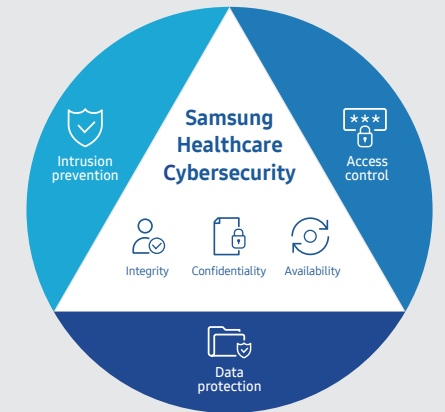 Samsung
Healthcare
Cybersecurity
Intrusion
prevention
***
Access
control
Integrity
Confidentiality
Availability
Data
protection